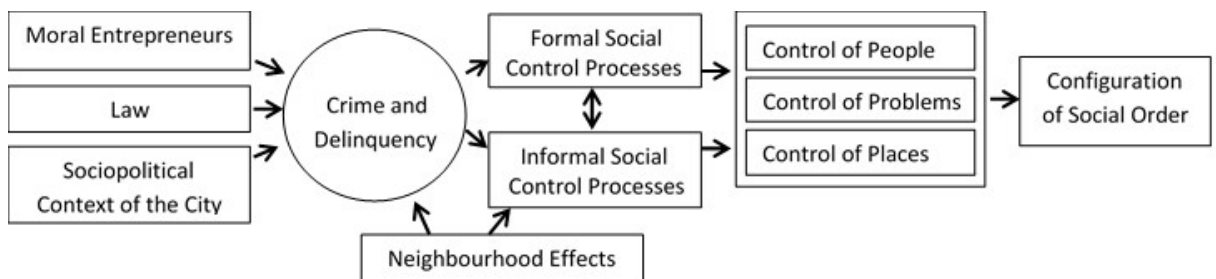 Moral Entrepreneurs
Law
Sociopolitical
Context of the City
Crime and
Delinquency
Formal Social
Control Processes
Informal Social
Control Processes
Neighbourhood Effects
Control of People
Control of Problems
Control of Places
Configuration
of Social Order